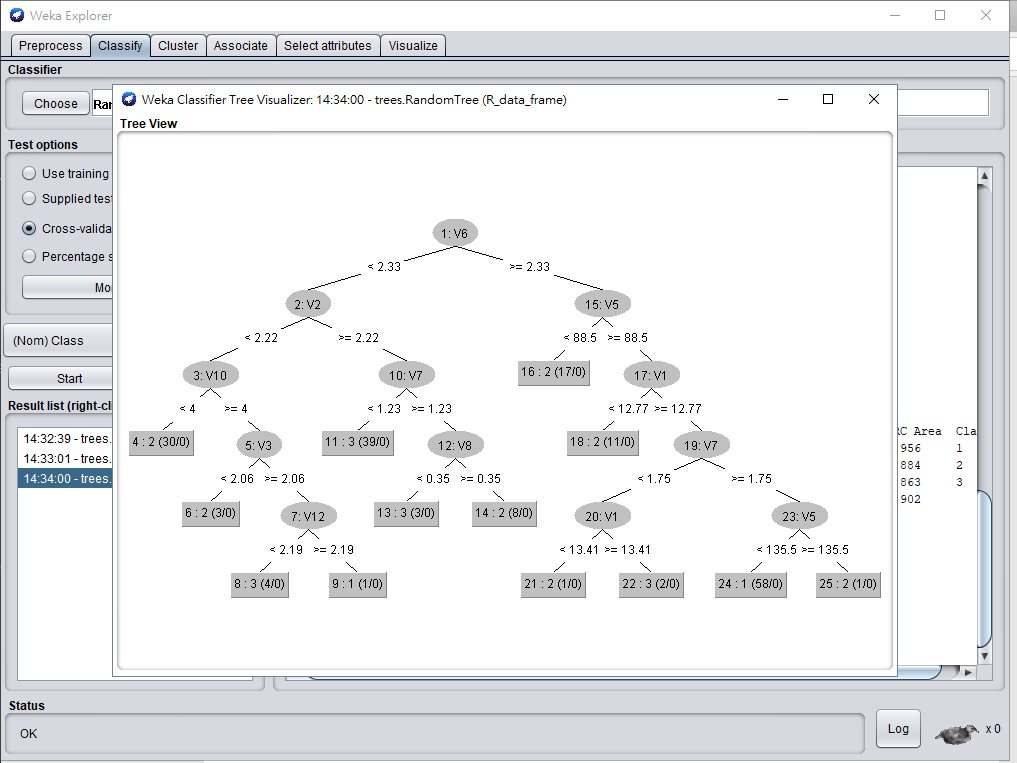 Weka Explorer
Preprocess Classify Cluster Associate Select attributes Visualize
Classifier
Choose
Weka Classifier Tree Visualizer: 14:34:00 - trees.RandomTree (R_data_frame)
Tree View
Test options
Use training
Supplied test
Cross-valida
Percentage s
Mo
(Nom) Class
Start
Result list (right-cl
14:32:39 - trees.
14:33:01 - trees.
14:34:00 - trees.
1: V6
< 2.33 >= 2.33
2: V2 15: V5
< 2.22 >= 2.22 < 88.5 >= 88.5
3: V10 10: V7 16 : 2 (17/0) 17: V1
< 4 >= 4 < 1.23 >= 1.23 < 12.77 >= 12.77
4 : 2 (30/0) 5: V3 11 : 3 (39/0) 12: V8 18 : 2 (11/0) 19: V7
< 2.06 >= 2.06 < 0.35 >= 0.35 < 1.75 >= 1.75
6 : 2 (3/0) 7: V12 13 : 3 (3/0) 14 : 2 (8/0) 20: V1 23: V5
< 2.19 >= 2.19 < 13.41 >= 13.41 < 135.5 >= 135.5
8 : 3 (4/0) 9 : 1 (1/0) 21 : 2 (1/0) 22 : 3 (2/0) 24 : 1 (58/0) 25 : 2 (1/0)
RC Area Cla
956 1
884 2
863 3
902
Status
OK
Log
x 0